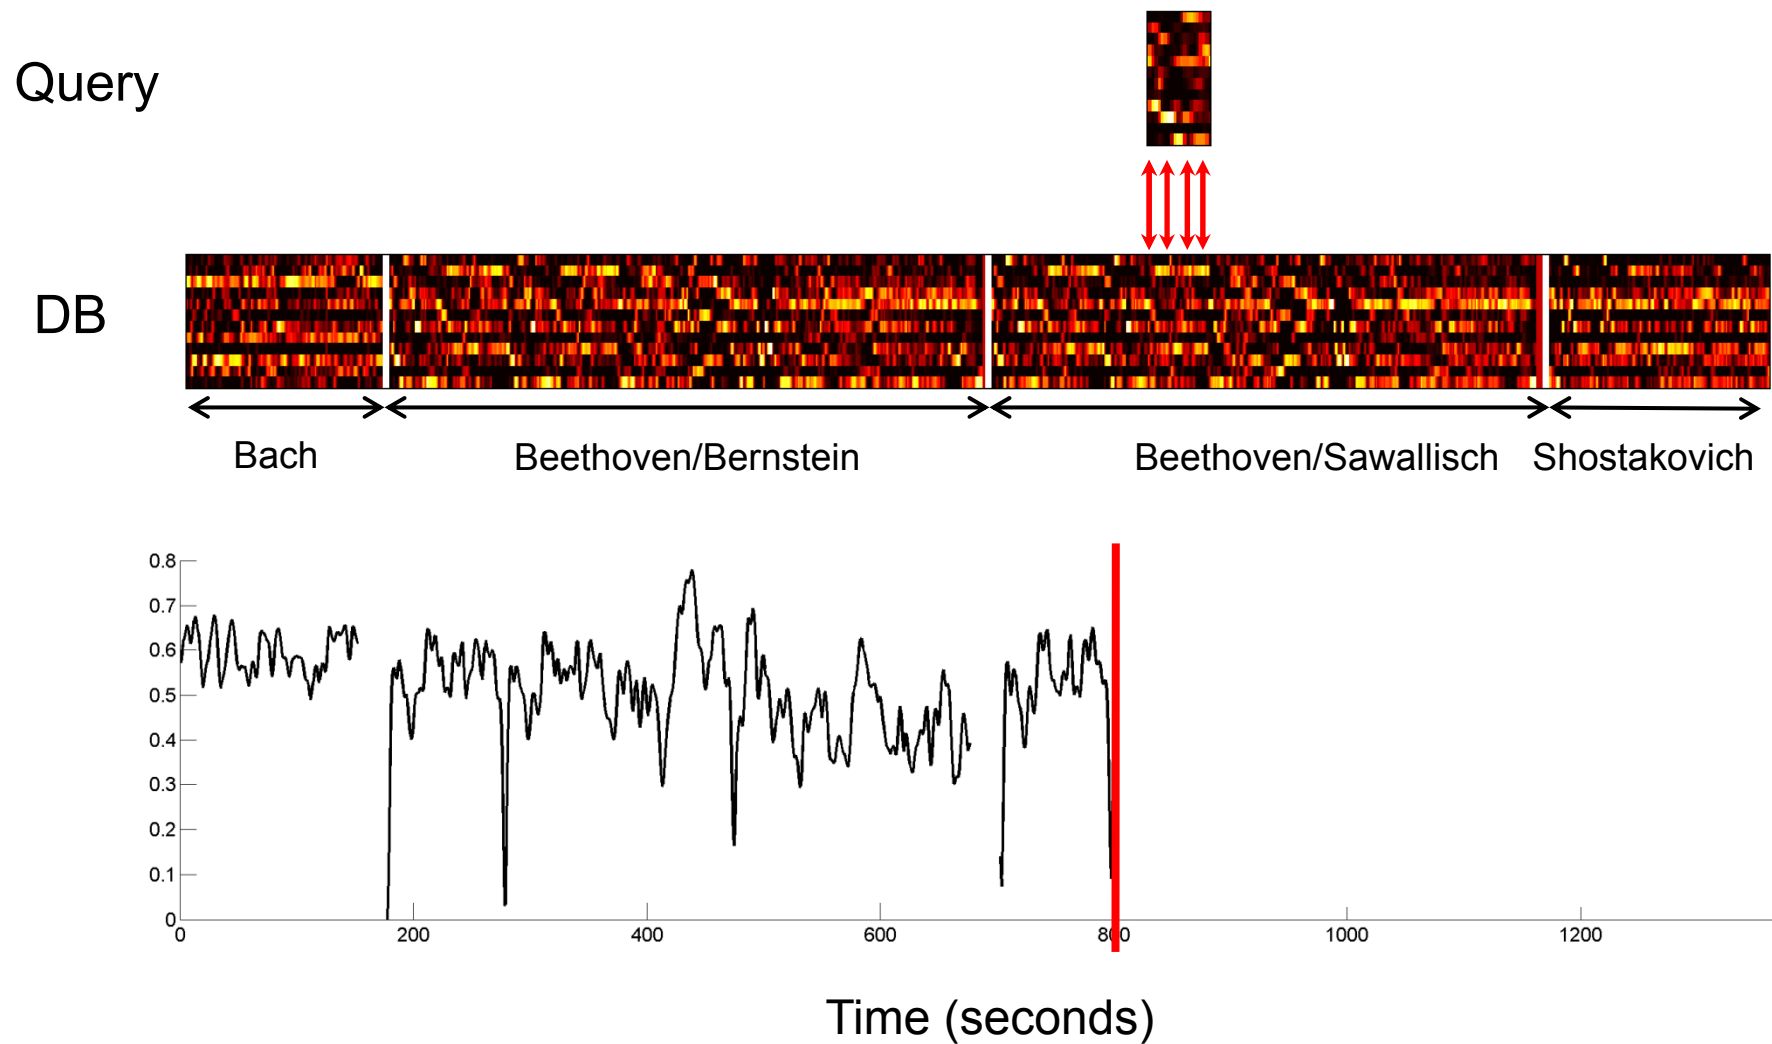 Query
DB
Bach
Beethoven/Bernstein
Beethoven/Sawallisch
Shostakovich
0.8
0.7
0.6
0.5
0.4
0.3
0.2
0.1
0
0 200 400 600 800 1000 1200
Time (seconds)